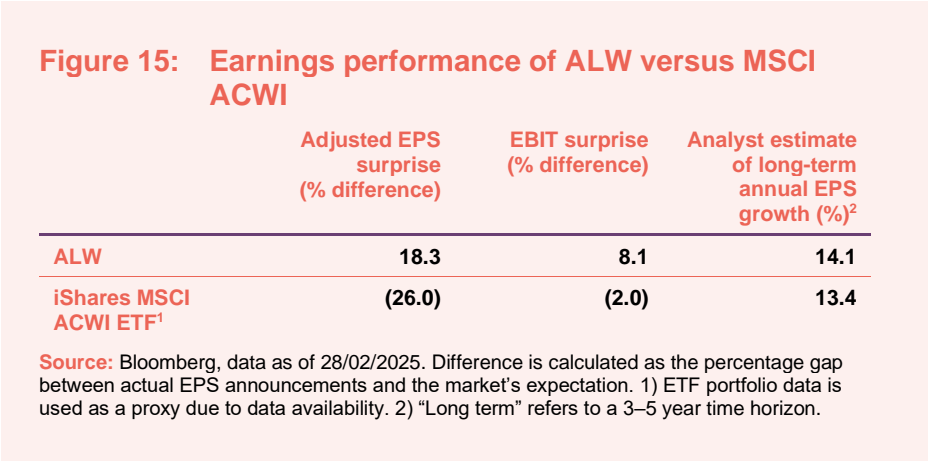 Figure 15: Earnings performance of ALW versus MSCI
ACWI
Adjusted EPS
surprise
(% difference)
EBIT surprise
(% difference)
Analyst estimate
of long-term
annual EPS
growth (%)²
ALW 18.3 8.1 14.1
iShares MSCI (26.0) (2.0) 13.4
ACWI ETF¹
Source: Bloomberg, data as of 28/02/2025. Difference is calculated as the percentage gap
between actual EPS announcements and the market’s expectation. 1) ETF portfolio data is
used as a proxy due to data availability. 2) “Long term” refers to a 3–5 year time horizon.